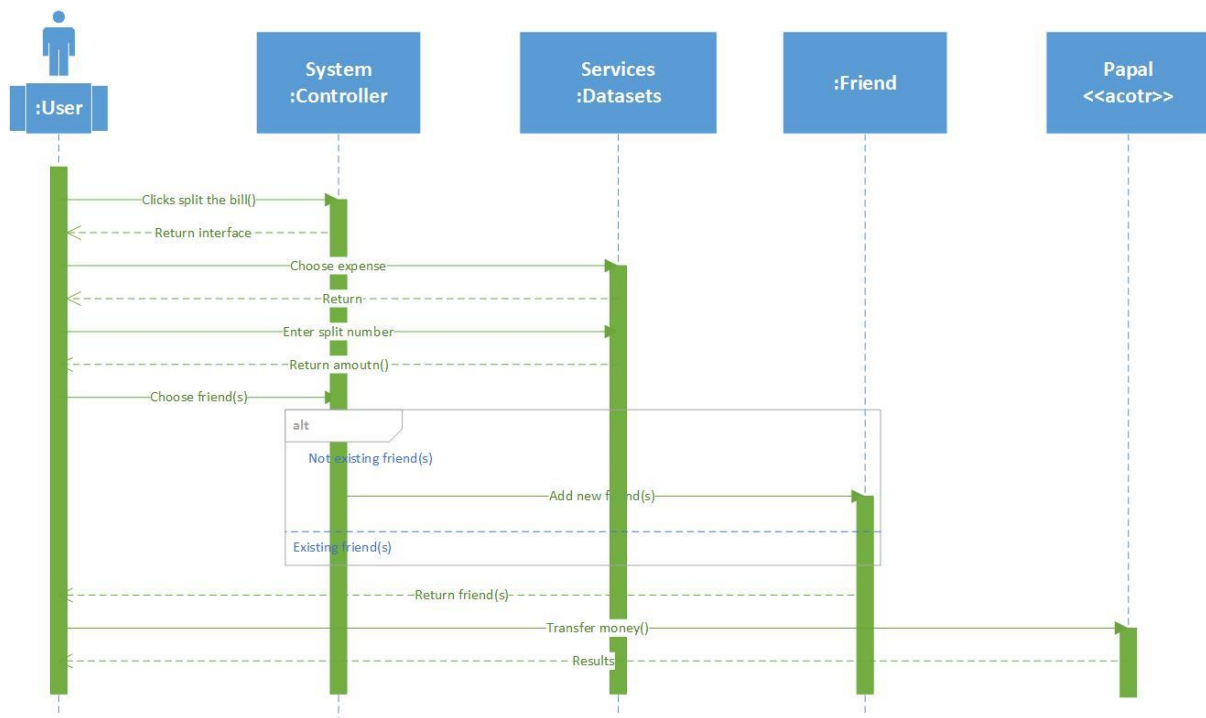 :User
System
:Controller
Services
:Datasets
:Friend
Papal
<<acotr>>
Clicks split the bill()
Return interface
Choose expense
Return
Enter split number
Return amoutn()
Choose friend(s)
alt
Not existing friend(s)
Add new friend(s)
Existing friend(s)
Return friend(s)
Transfer money()
Results